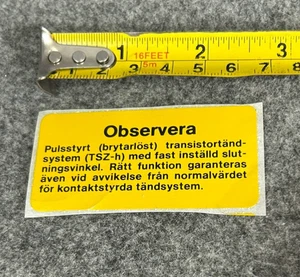 1 2 3
16FEET
5m 4 5 6 7 8
Observera
Pulsstyrt (brytarlöst) transistortänd-
system (TSZ-h) med fast inställd slut-
ningsvinkel. Rätt funktion garanteras
även vid avvikelse från normalvärdet
för kontaktstyrda tändsystem.